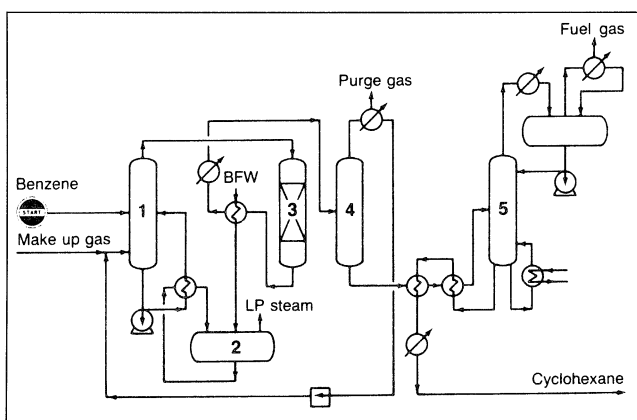 Fuel gas
Purge gas
Benzene
START
Make up gas
1
BFW
3
4
5
LP steam
2
Cyclohexane